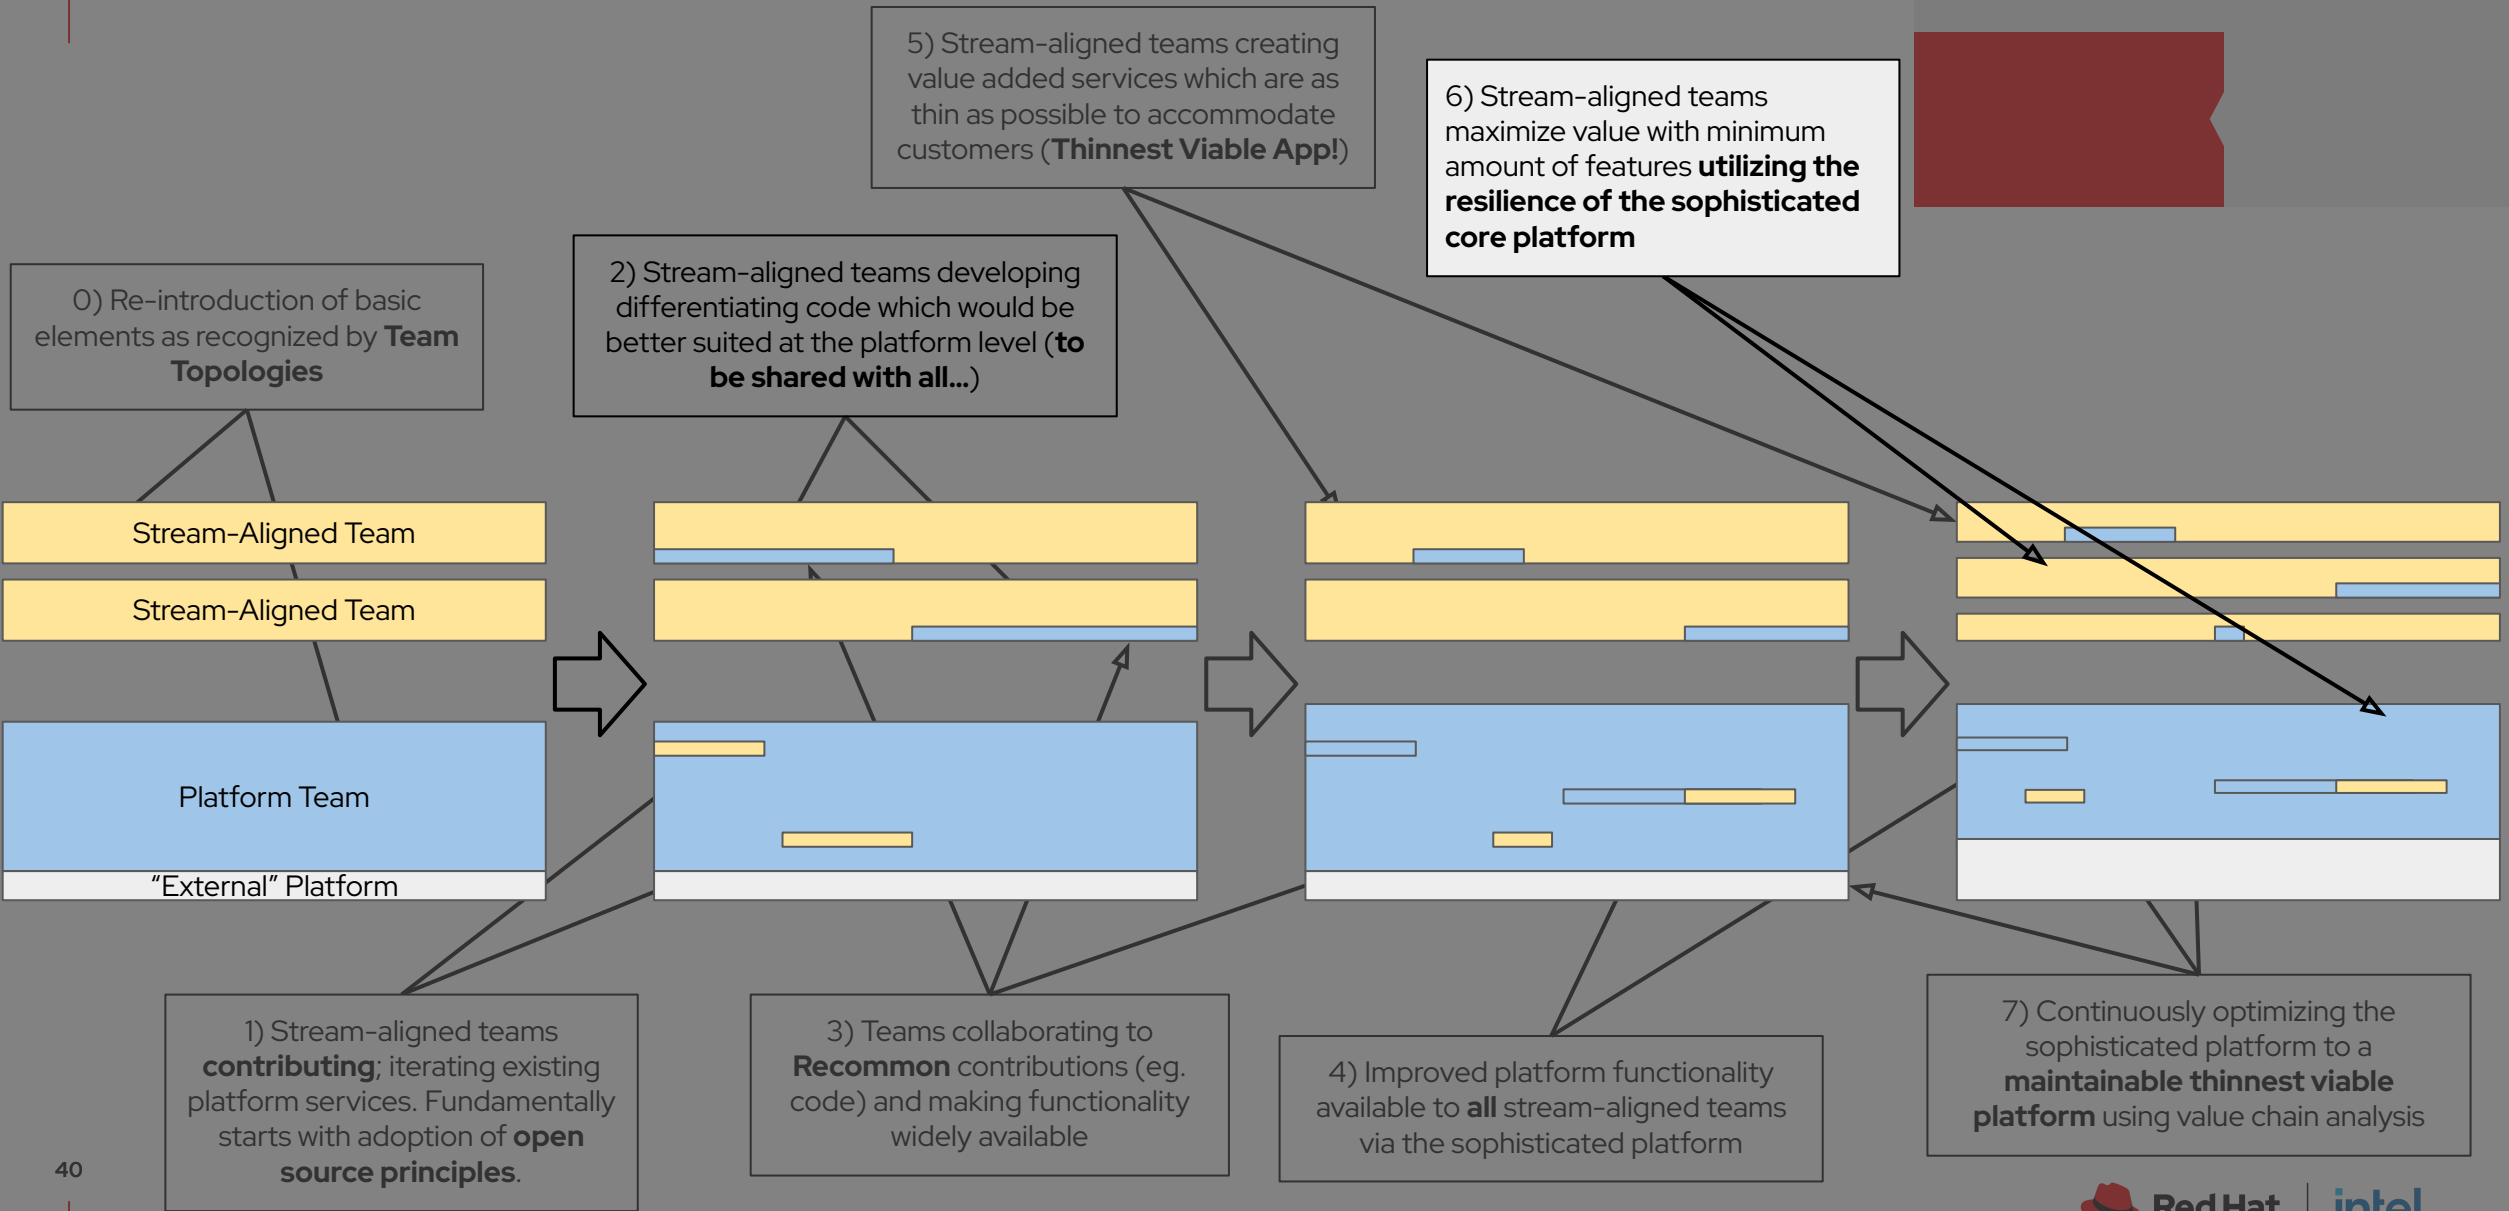 5) Stream-aligned teams creating
value added services which are as
thin as possible to accommodate
customers (Thinnest Viable App!)
6) Stream-aligned teams
maximize value with minimum
amount of features utilizing the
resilience of the sophisticated
core platform
0) Re-introduction of basic
elements as recognized by Team
Topologies
2) Stream-aligned teams developing
differentiating code which would be
better suited at the platform level (to
be shared with all...)
Stream-Aligned Team
Stream-Aligned Team
Platform Team
“External” Platform
1) Stream-aligned teams
contributing; iterating existing
platform services. Fundamentally
starts with adoption of open
source principles.
3) Teams collaborating to
Recommon contributions (eg.
code) and making functionality
widely available
4) Improved platform functionality
available to all stream-aligned teams
via the sophisticated platform
7) Continuously optimizing the
sophisticated platform to a
maintainable thinnest viable
platform using value chain analysis
40
Red Hat
intel